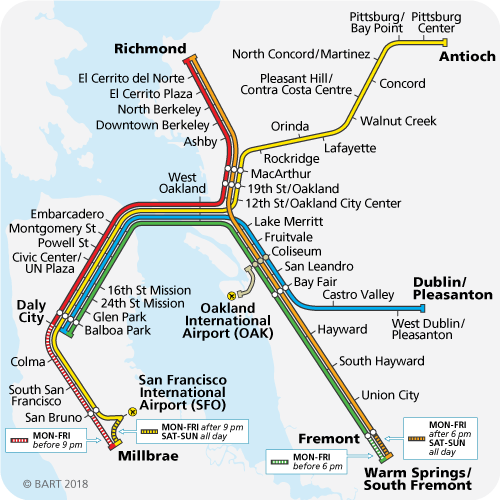 Pittsburg/
Bay Point
Pittsburg
Center
Richmond
North Concord/Martinez
Antioch
El Cerrito del Norte
Pleasant Hill/
Contra Costa Centre
Concord
El Cerrito Plaza
North Berkeley
Downtown Berkeley
Orinda
Walnut Creek
Ashby
Lafayette
Rockridge
MacArthur
West
Oakland
19th St/Oakland
12th St/Oakland City Center
Embarcadero
Montgomery St
Powell St
Civic Center/
UN Plaza
Lake Merritt
Fruitvale
Coliseum
San Leandro
Bay Fair
Castro Valley
Dublin/
Pleasanton
16th St Mission
24th St Mission
Glen Park
Balboa Park
Daly
City
Oakland
International
Airport (OAK)
West Dublin/
Pleasanton
Hayward
Colma
South Hayward
San Francisco
International
Airport (SFO)
South San
Francisco
San Bruno
Union City
MON-FRI
before 9 pm
MON-FRI
after 9 pm
SAT-SUN
all day
Millbrae
Fremont
MON-FRI
after 6 pm
SAT-SUN
all day
MON-FRI
before 6 pm
Warm Springs/
South Fremont
© BART 2018